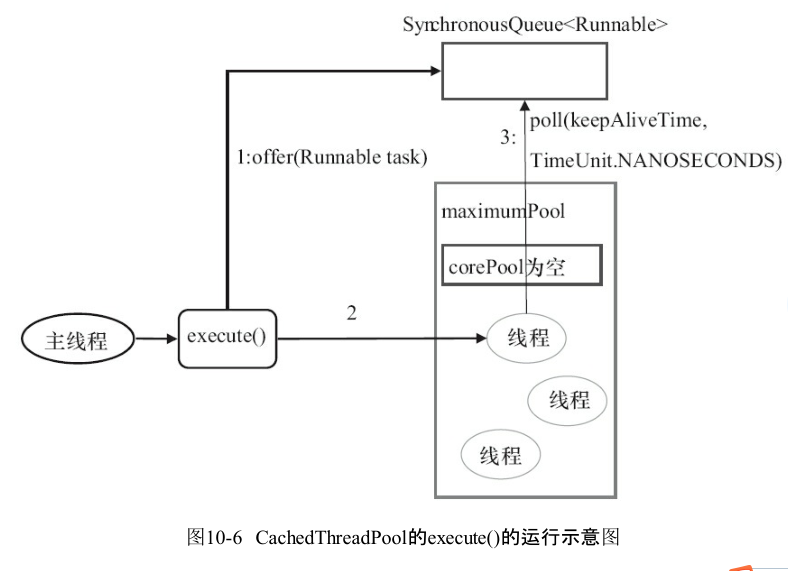 SynchronousQueue<Runnable>
poll(keepAliveTime,
3:
1:offer(Runnable task)
TimeUnit.NANOSECONDS)
maximumPool
corePool为空
2
主线程
execute()
线程
线程
线程
图10-6 CachedThreadPool的execute()的运行示意图